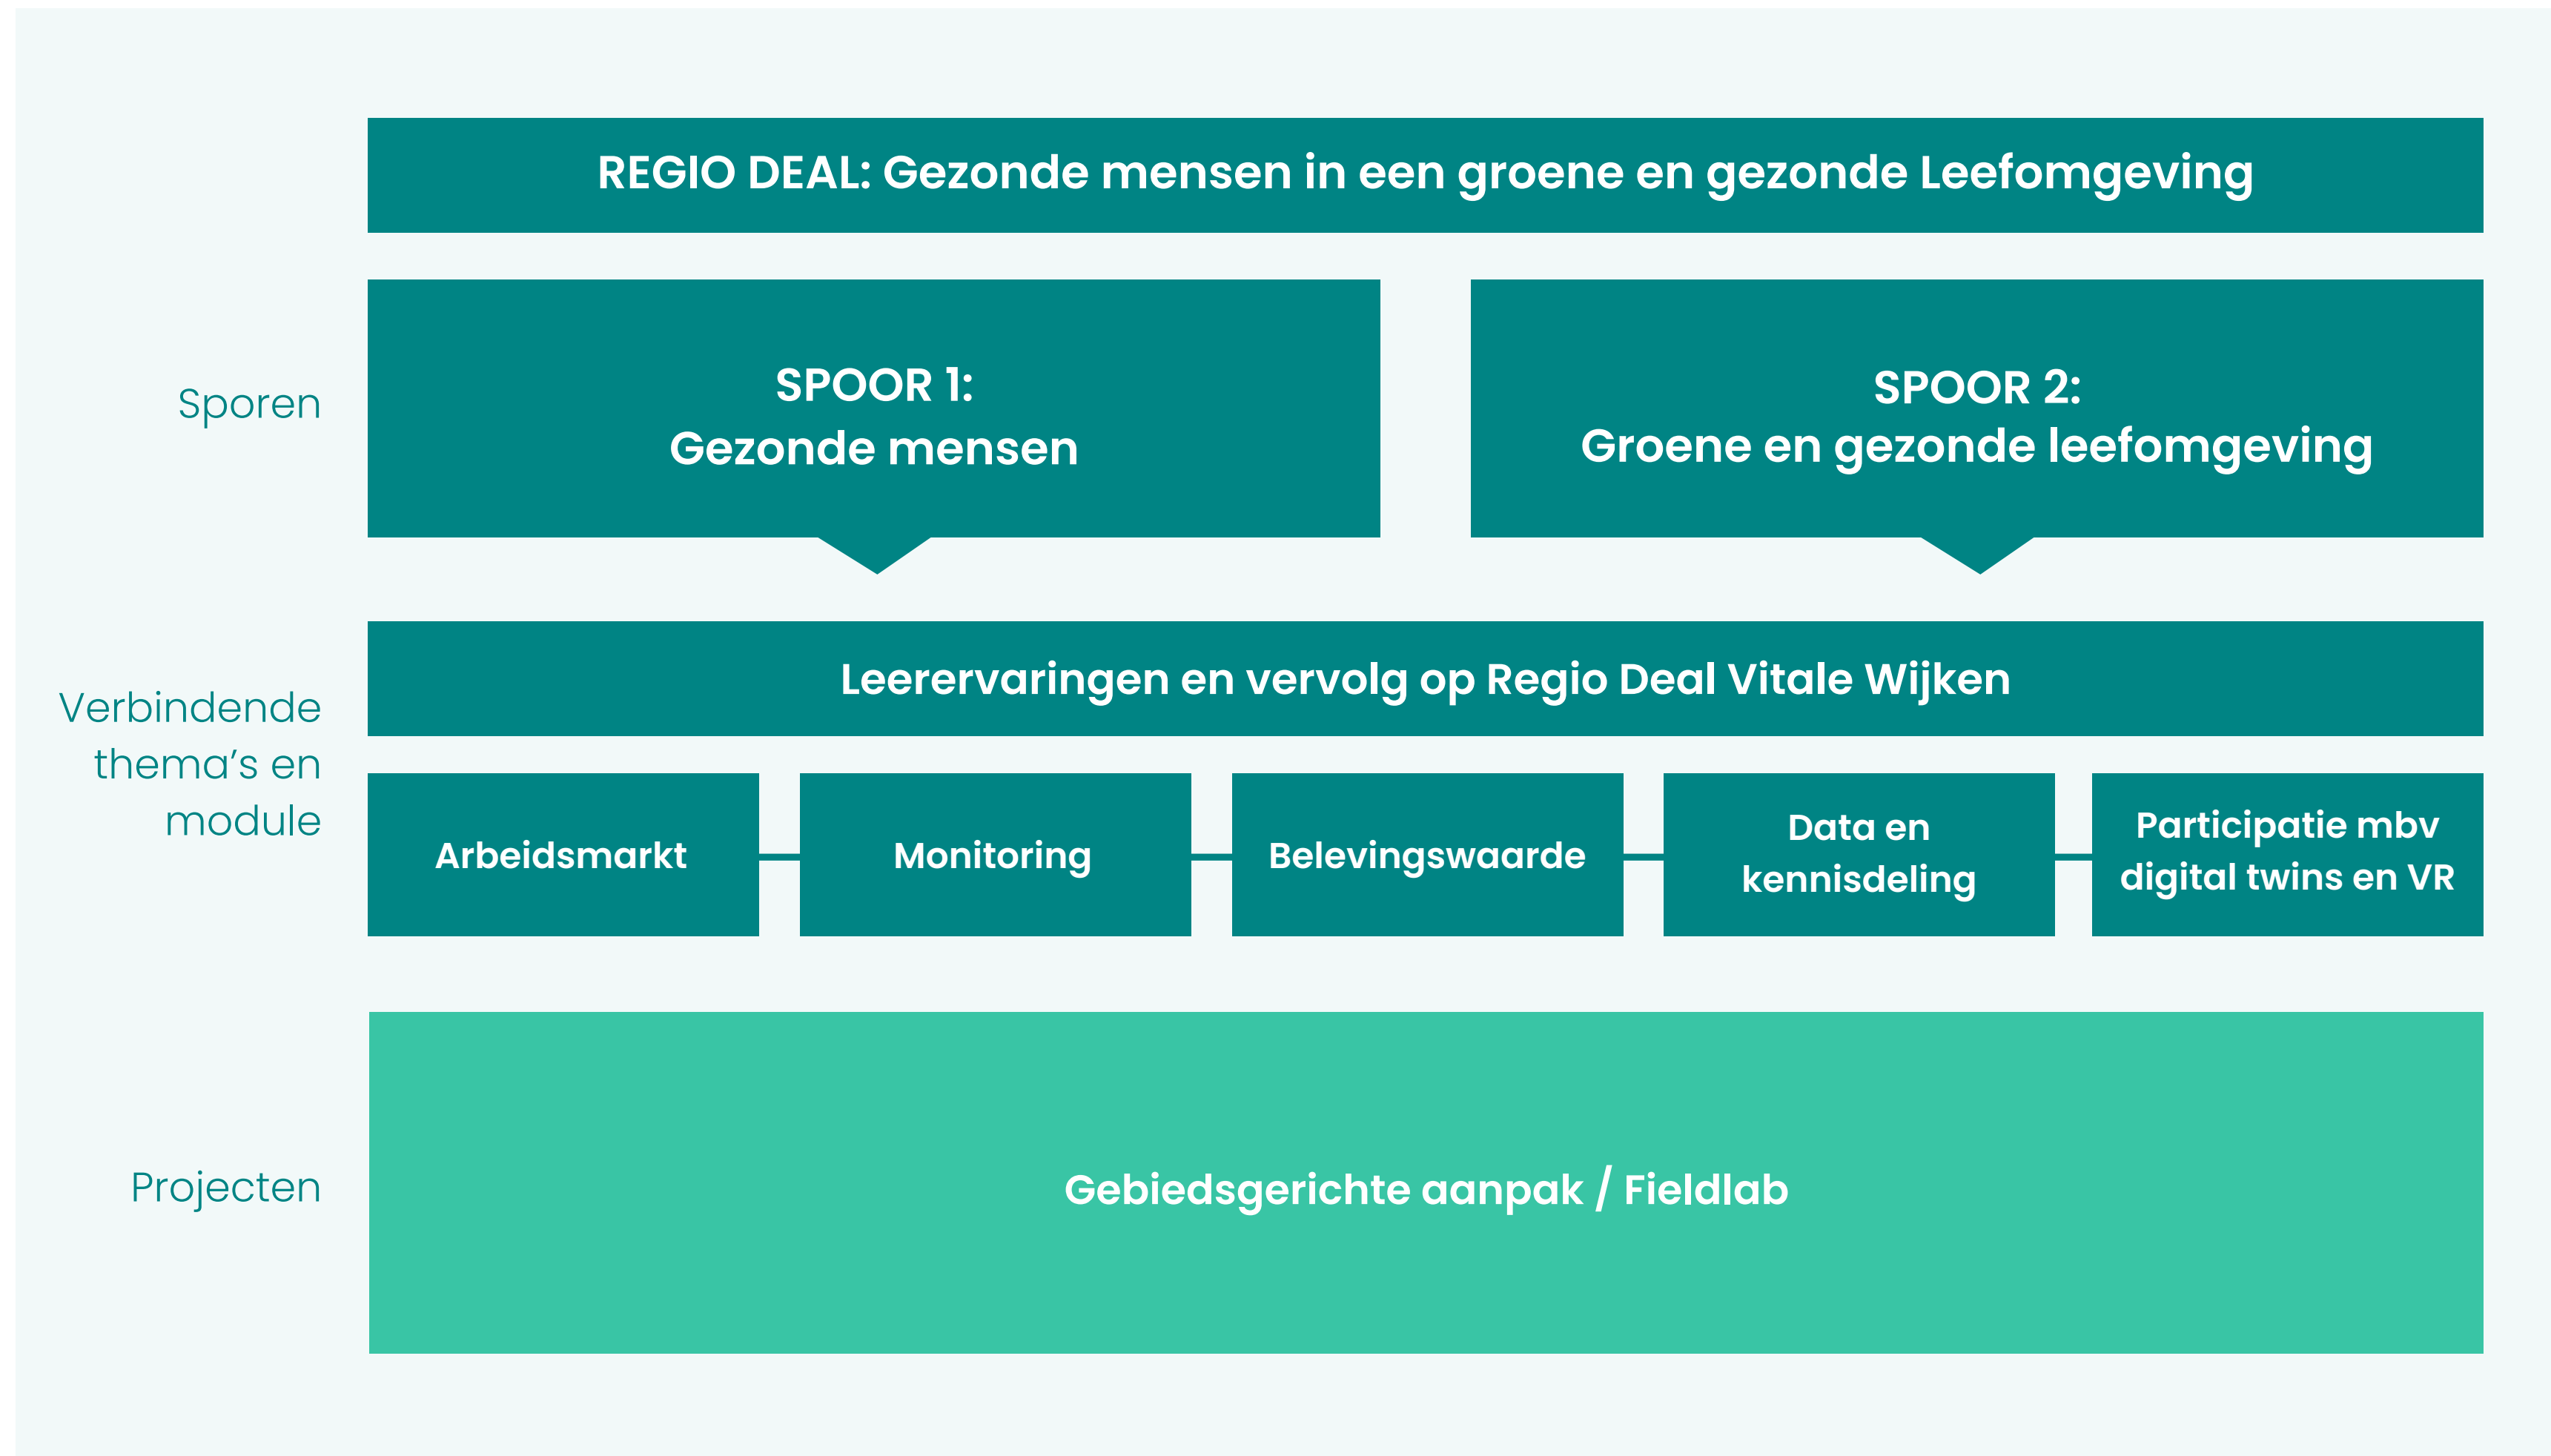 REGIO DEAL: Gezonde mensen in een groene en gezonde Leefomgeving
Sporen
SPOOR 1:
Gezonde mensen
SPOOR 2:
Groene en gezonde leefomgeving
Verbindende
thema’s en
module
Leerervaringen en vervolg op Regio Deal Vitale Wijken
Arbeidsmarkt
Monitoring
Belevingswaarde
Data en
kennisdeling
Participatie mbv
digital twins en VR
Projecten
Gebiedsgerichte aanpak / Fieldlab